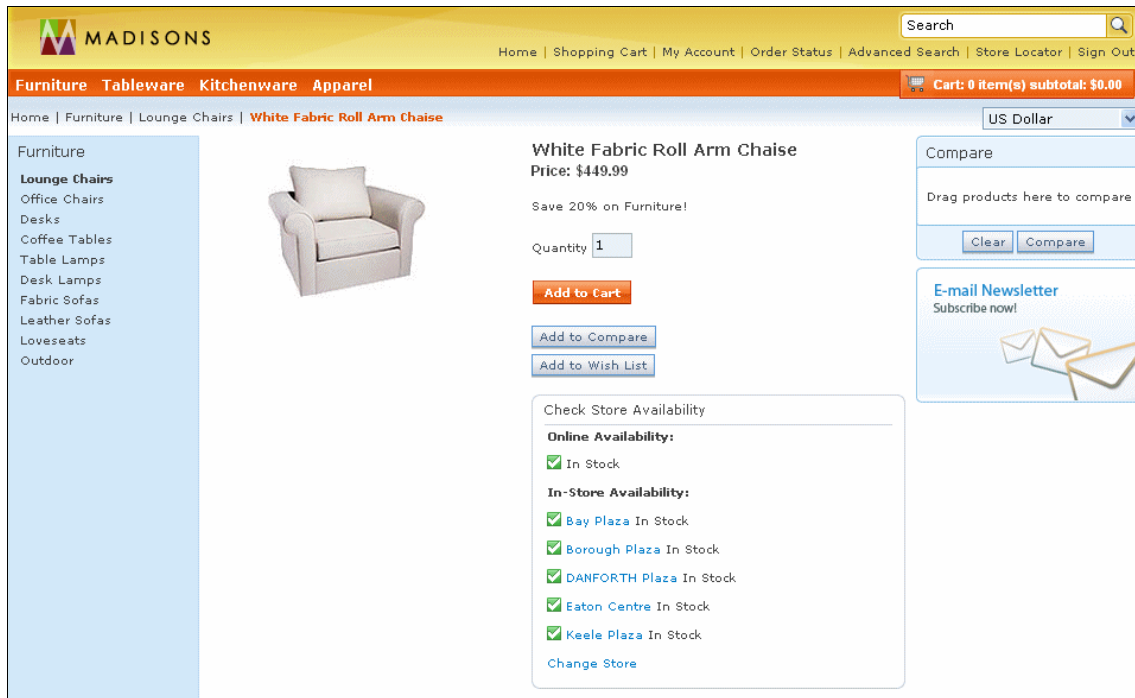 MADISONS
Search
Home | Shopping Cart | My Account | Order Status | Advanced Search | Store Locator | Sign Out
Furniture Tableware Kitchenware Apparel
Cart: 0 item(s) subtotal: $0.00
Home | Furniture | Lounge Chairs | White Fabric Roll Arm Chaise
US Dollar
Furniture
Lounge Chairs
Office Chairs
Desks
Coffee Tables
Table Lamps
Desk Lamps
Fabric Sofas
Leather Sofas
Loveseats
Outdoor
White Fabric Roll Arm Chaise
Price: $449.99
Save 20% on Furniture!
Quantity 1
Add to Cart
Add to Compare
Add to Wish List
Check Store Availability
Online Availability:
In Stock
In-Store Availability:
Bay Plaza In Stock
Borough Plaza In Stock
DANFORTH Plaza In Stock
Eaton Centre In Stock
Keele Plaza In Stock
Change Store
Compare
Drag products here to compare
Clear Compare
E-mail Newsletter
Subscribe now!